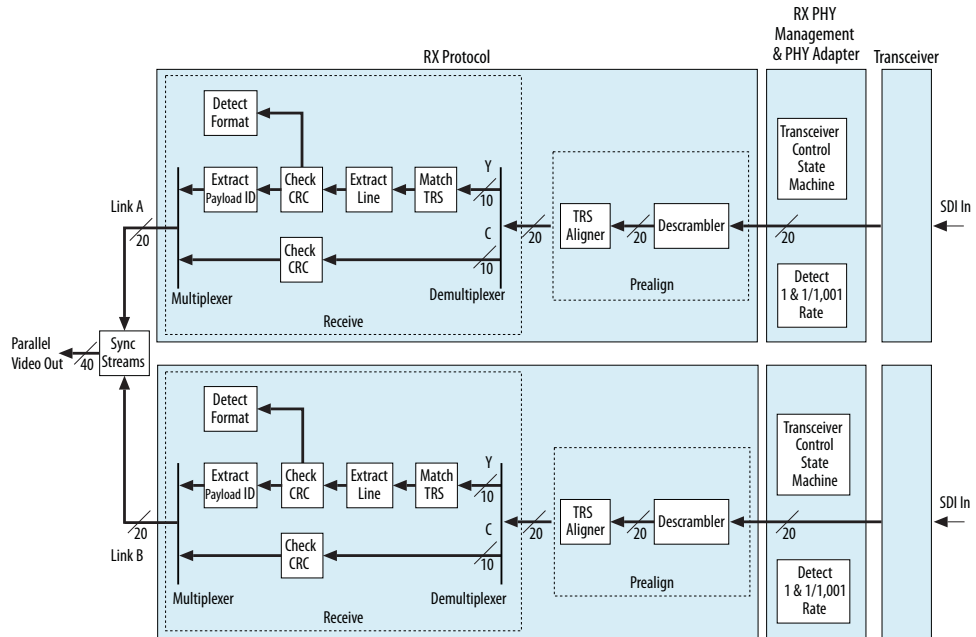 RX PHY
Management
& PHY Adapter
RX Protocol
Transceiver
Detect
Format
Transceiver
Control
State
Machine
Y
Extract
Payload ID
Check
CRC
Extract
Line
Match
TRS
10
Link A
20
C
20
TRS
Aligner
20
Descrambler
20
SDI In
Check
CRC
10
Detect
1 & 1/1,001
Rate
Multiplexer
Demultiplexer
Prealign
Receive
Parallel
Video Out
40
Sync
Streams
Detect
Format
Transceiver
Control
State
Machine
Y
Extract
Payload ID
Check
CRC
Extract
Line
Match
TRS
10
20
Link B
C
20
TRS
Aligner
20
Descrambler
20
SDI In
Check
CRC
10
Detect
1 & 1/1,001
Rate
Multiplexer
Demultiplexer
Prealign
Receive